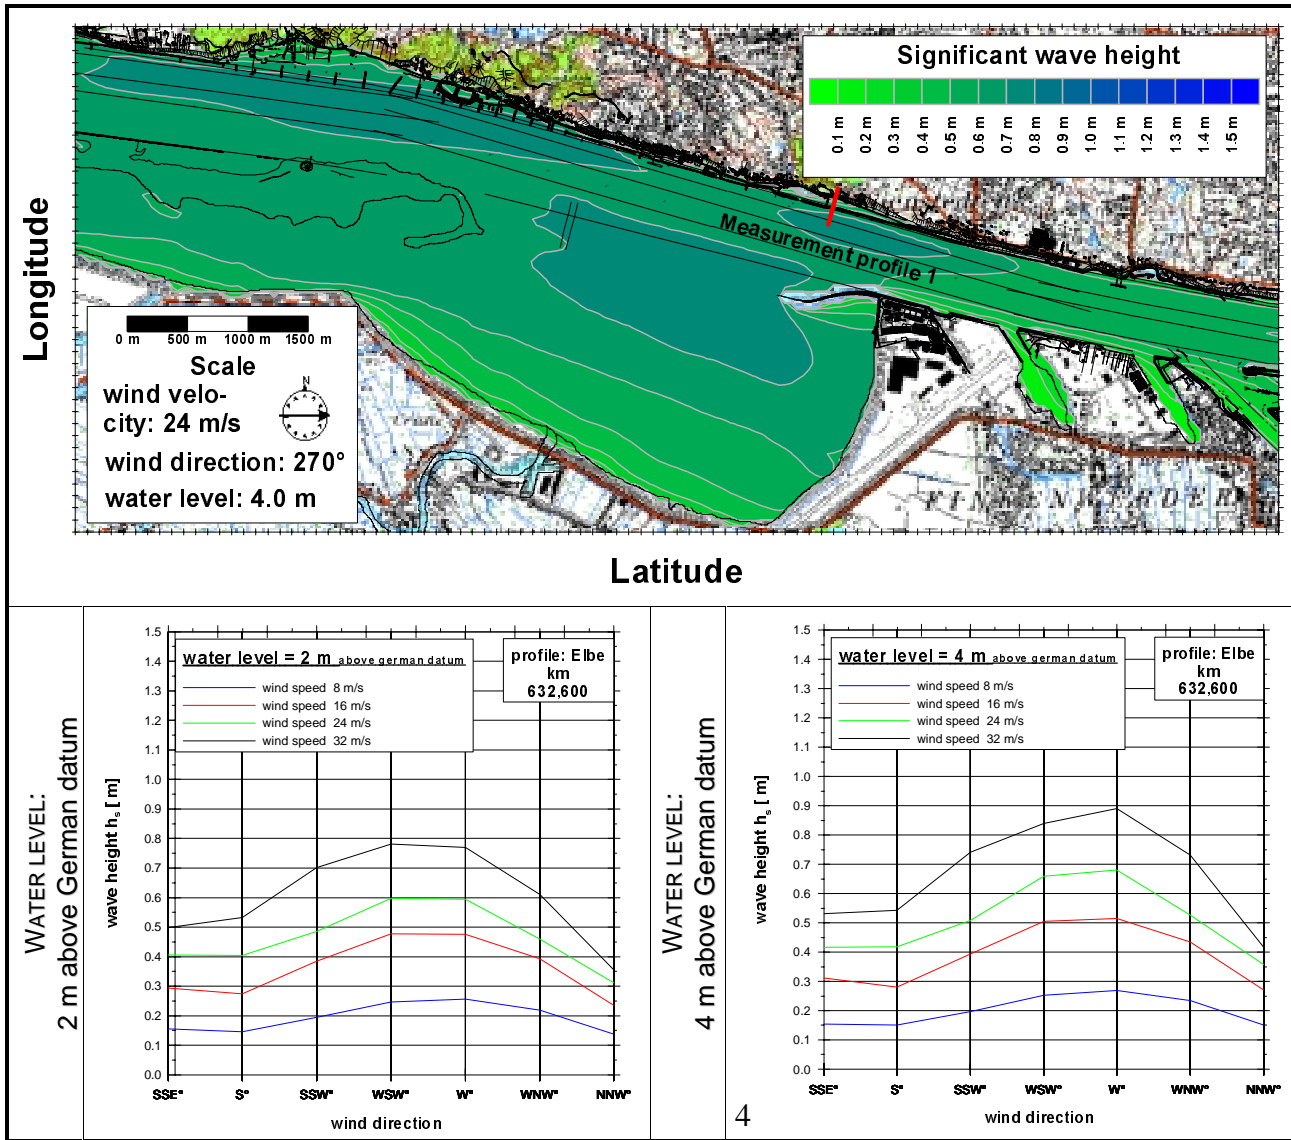 Significant wave height
0.1 m
0.2 m
0.3 m
0.4 m
0.5 m
0.6 m
0.7 m
0.8 m
0.9 m
1.0 m
1.1 m
1.2 m
1.3 m
1.4 m
1.5 m
Measurement profile 1
Longitude
0 m 500 m 1000 m 1500 m
Scale
wind velo-
city: 24 m/s
N
wind direction: 270°
water level: 4.0 m
FINKENWERDER
Latitude
WATER LEVEL:
2 m above German datum
wave height hs [ m]
1.5
1.4
1.3
1.2
1.1
1.0
0.9
0.8
0.7
0.6
0.5
0.4
0.3
0.2
0.1
0.0
water level = 2 m above german datum
wind speed 8 m/s
wind speed 16 m/s
wind speed 24 m/s
wind speed 32 m/s
profile: Elbe
km
632,600
SSE° S° SSW° WSW° W° WNW° NNW°
wind direction
WATER LEVEL:
4 m above German datum
wave height hs [ m]
1.5
1.4
1.3
1.2
1.1
1.0
0.9
0.8
0.7
0.6
0.5
0.4
0.3
0.2
0.1
0.0
water level = 4 m above german datum
wind speed 8 m/s
wind speed 16 m/s
wind speed 24 m/s
wind speed 32 m/s
profile: Elbe
km
632,600
SSE° S° SSW° WSW° W° WNW° NNW°
wind direction
4